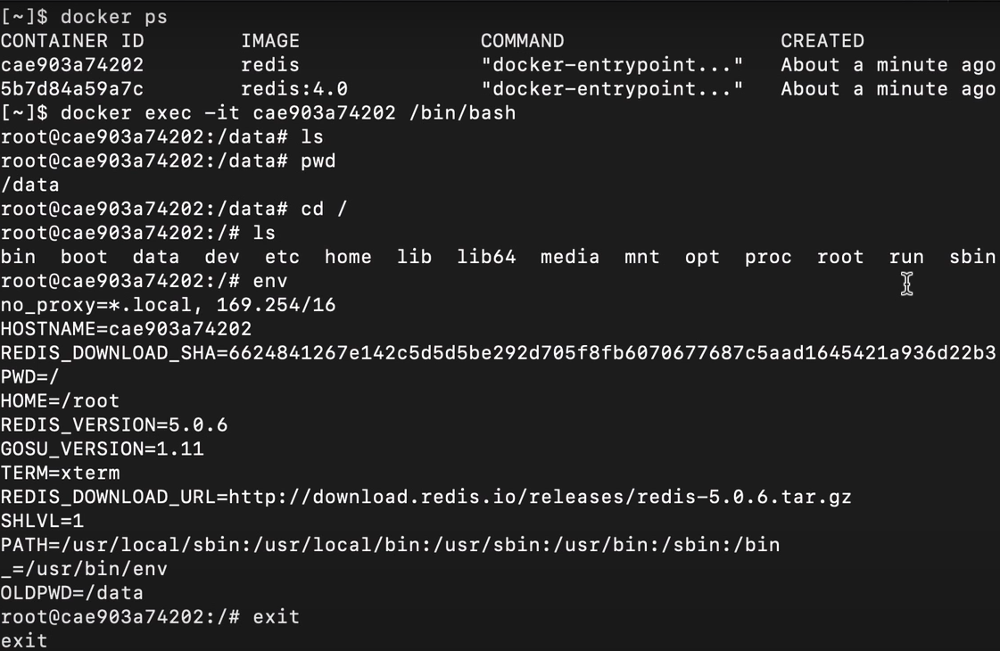 [~]$ docker ps
CONTAINER ID        IMAGE               COMMAND                  CREATED
cae903a74202        redis               "docker-entrypoint..."   About a minute ago
5b7d84a59a7c        redis:4.0           "docker-entrypoint..."   About a minute ago
[~]$ docker exec -it cae903a74202 /bin/bash
root@cae903a74202:/data# ls
root@cae903a74202:/data# pwd
/data
root@cae903a74202:/data# cd /
root@cae903a74202:/# ls
bin  boot  data  dev  etc  home  lib  lib64  media  mnt  opt  proc  root  run  sbin
root@cae903a74202:/# env
no_proxy=*.local, 169.254/16
HOSTNAME=cae903a74202
REDIS_DOWNLOAD_SHA=6624841267e142c5d5d5be292d705f8fb6070677687c5aad1645421a936d22b3
PWD=/
HOME=/root
REDIS_VERSION=5.0.6
GOSU_VERSION=1.11
TERM=xterm
REDIS_DOWNLOAD_URL=http://download.redis.io/releases/redis-5.0.6.tar.gz
SHLVL=1
PATH=/usr/local/sbin:/usr/local/bin:/usr/sbin:/usr/bin:/sbin:/bin
_=/usr/bin/env
OLDPWD=/data
root@cae903a74202:/# exit
exit